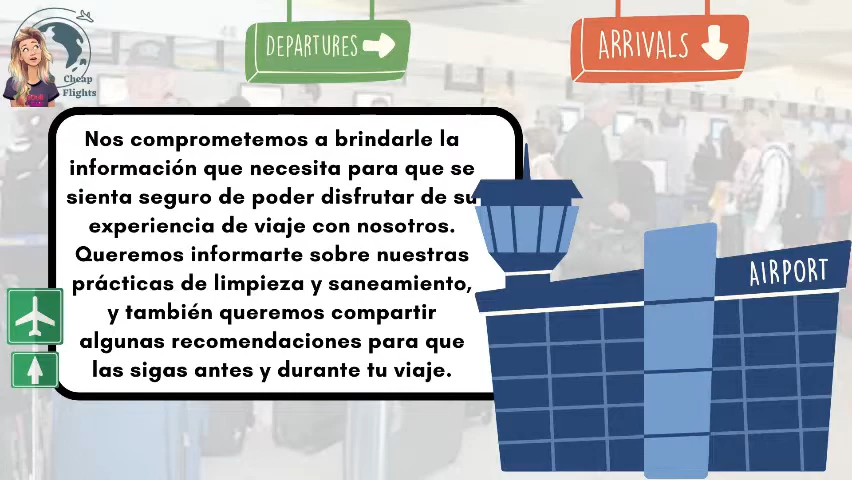 DEPARTURES
ARRIVALS
Cheap
Flights
Nos comprometemos a brindarle la
información que necesita para que se
sienta seguro de poder disfrutar de su
experiencia de viaje con nosotros.
Queremos informarte sobre nuestras
prácticas de limpieza y saneamiento,
y también queremos compartir
algunas recomendaciones para que
las sigas antes y durante tu viaje.
AIRPORT